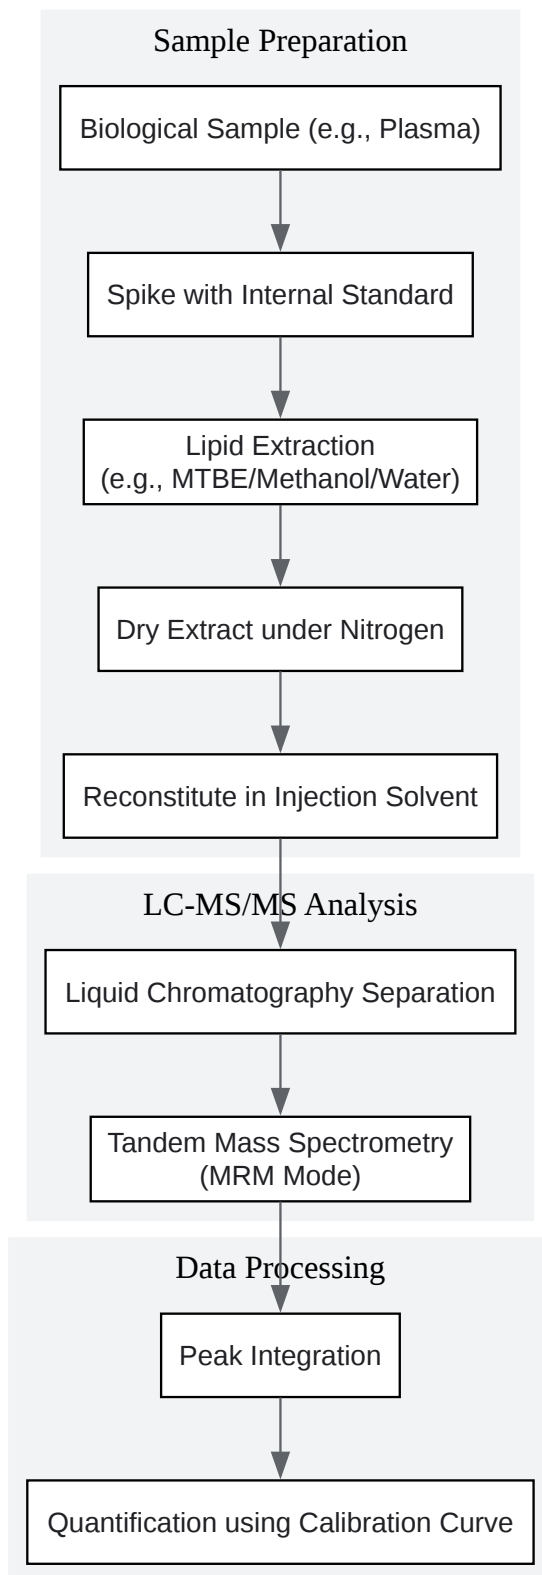 Sample Preparation
Biological Sample (e.g., Plasma)
Spike with Internal Standard
Lipid Extraction
(e.g., MTBE/Methanol/Water)
Dry Extract under Nitrogen
Reconstitute in Injection Solvent
LC-MS/MS Analysis
Liquid Chromatography Separation
Tandem Mass Spectrometry
(MRM Mode)
Data Processing
Peak Integration
Quantification using Calibration Curve